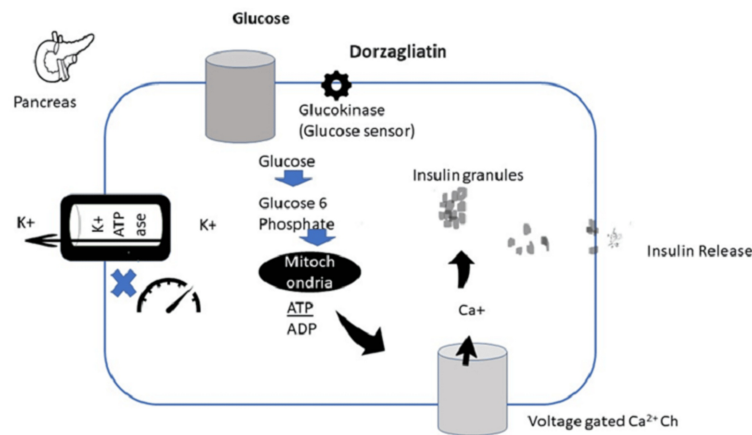 Glucose
Dorzagliatin
Pancreas
Glucokinase
(Glucose sensor)
Glucose
Insulin granules
K+
K+
ATP
ase
K+
Glucose 6
Phosphate
Insulin Release
Mitoch
ondria
ATP
ADP
Ca+
Voltage gated Ca²⁺ Ch